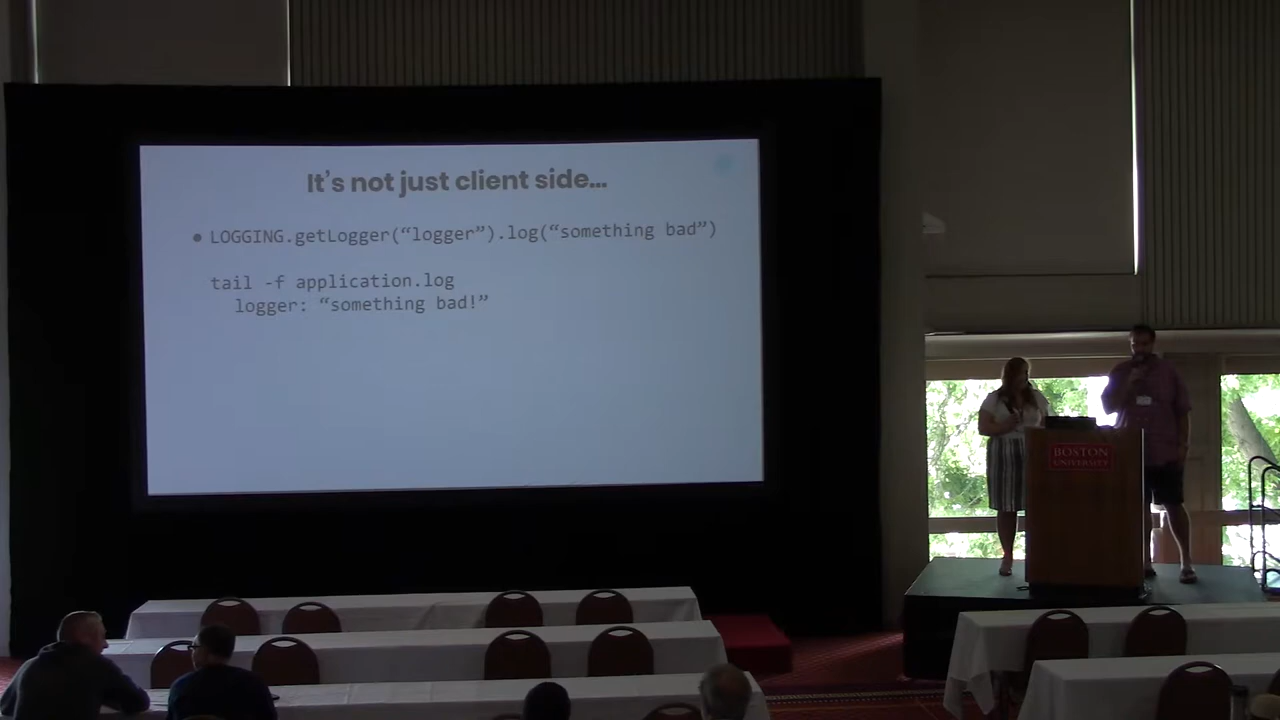 It's not just client side...
• LOGGING.getLogger(“logger”).log(“something bad”)
tail -f application.log
logger: “something bad!”
BOSTON
UNIVERSITY